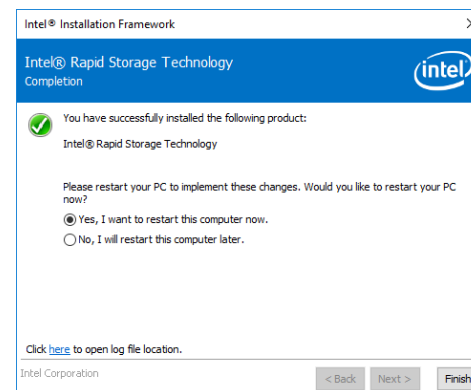 Intel® Installation Framework
Intel® Rapid Storage Technology
Completion
intel
You have successfully installed the following product:
Intel® Rapid Storage Technology
Please restart your PC to implement these changes. Would you like to restart your PC
now?
Yes, I want to restart this computer now.
No, I will restart this computer later.
Click here to open log file location.
Intel Corporation
< Back
Next >
Finish